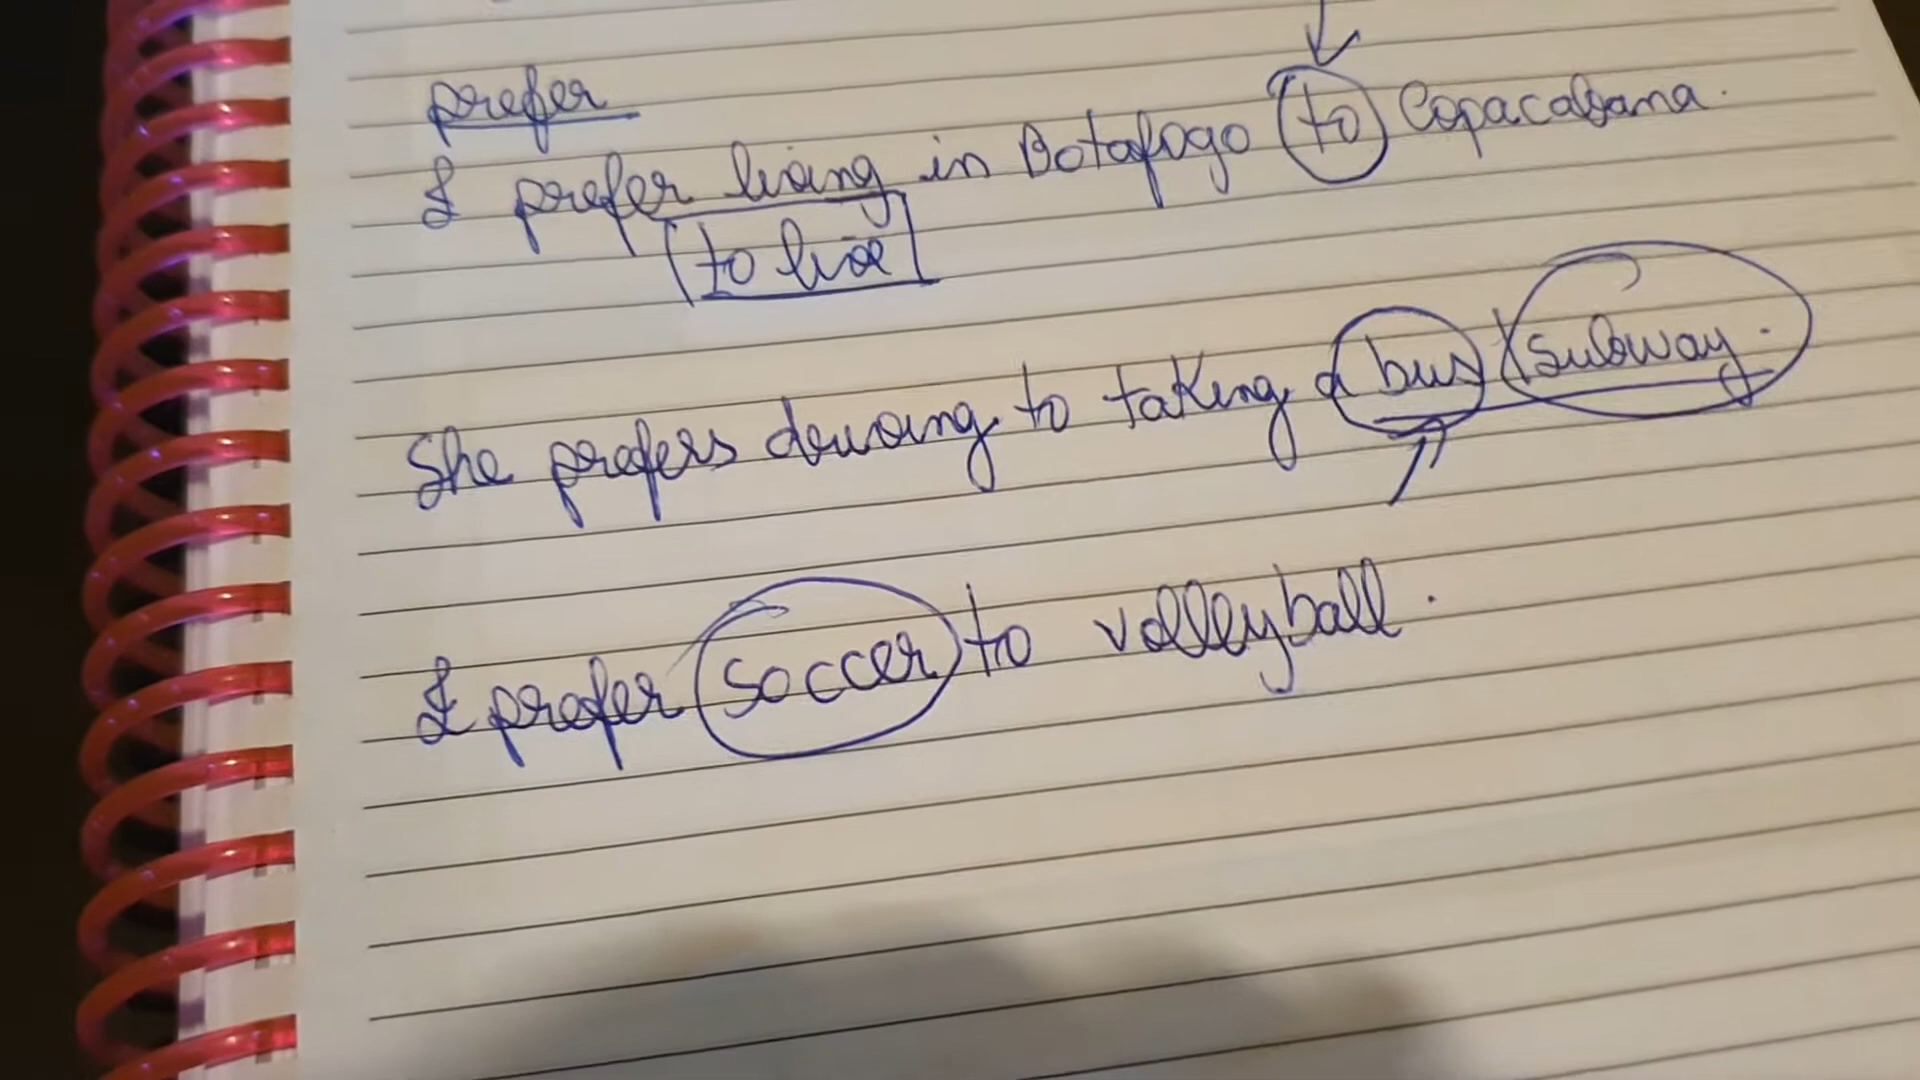 prefer
I prefer living in Botafogo to Copacabana.
to live
She prefers driving to taking a bus/subway.
I prefer soccer to volleyball.